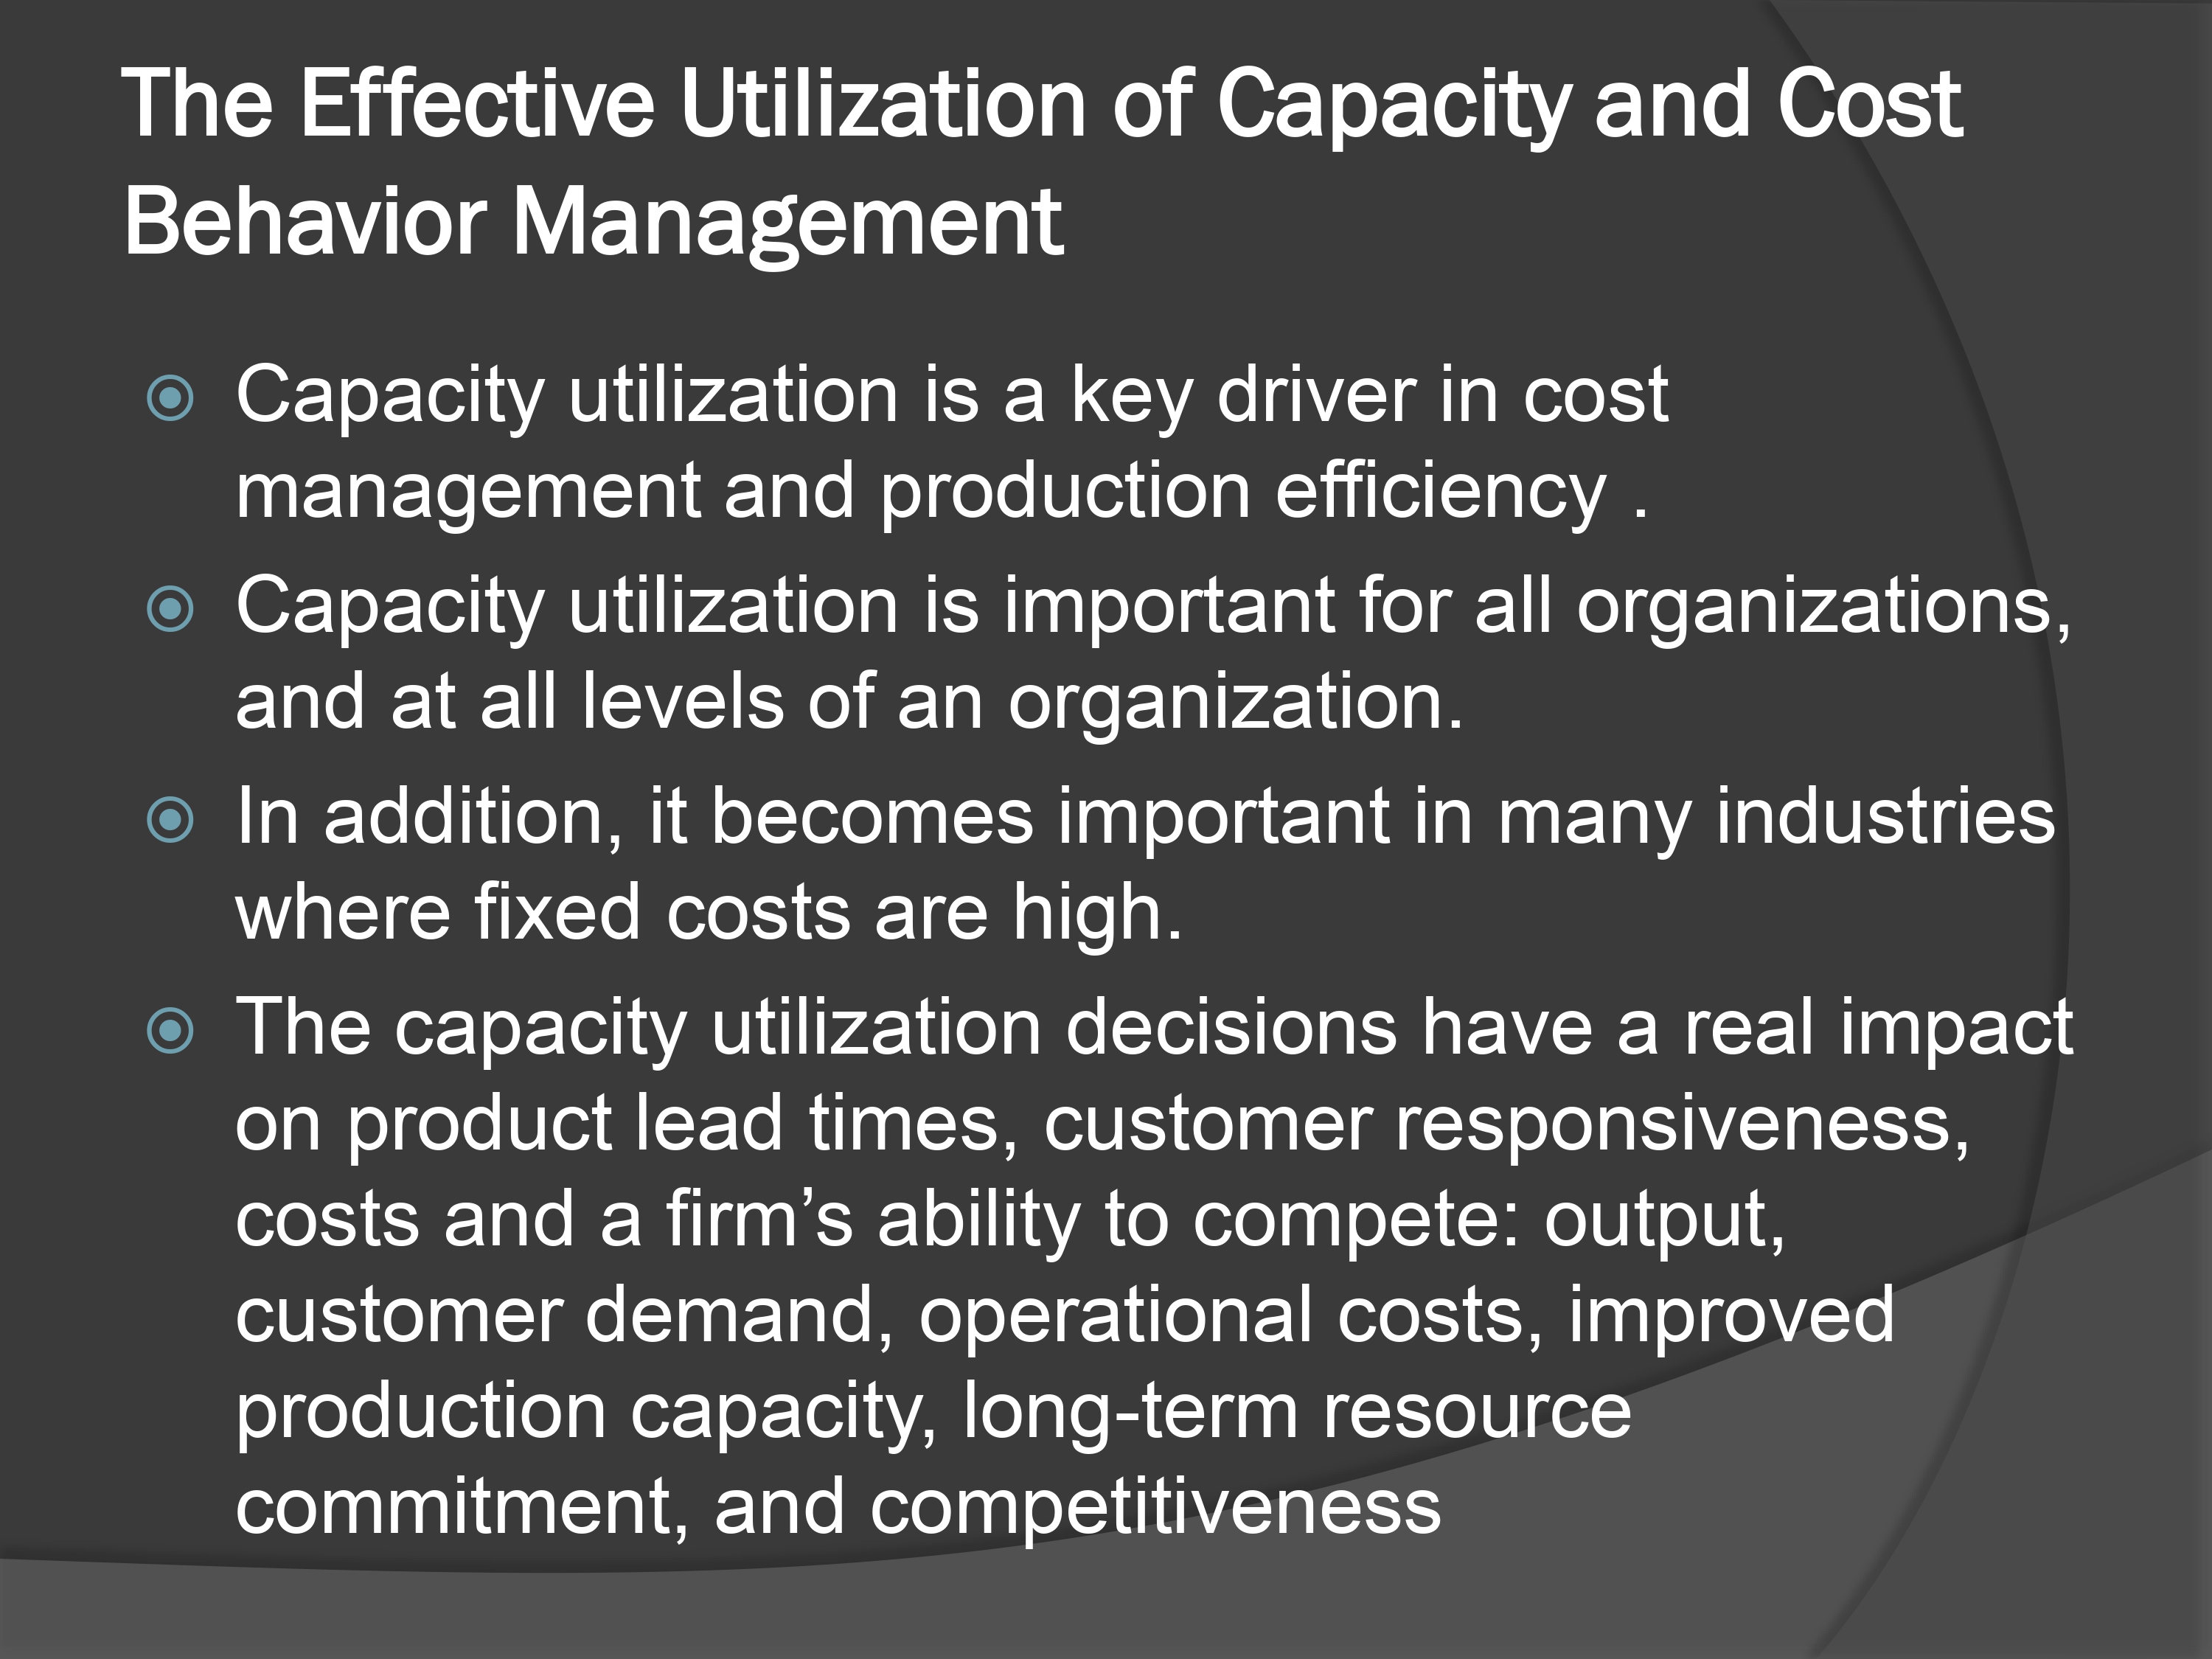 The Effective Utilization of Capacity and Cost
Behavior Management
Capacity utilization is a key driver in cost
management and production efficiency .
Capacity utilization is important for all organizations,
and at all levels of an organization.
In addition, it becomes important in many industries
where fixed costs are high.
The capacity utilization decisions have a real impact
on product lead times, customer responsiveness,
costs and a firm’s ability to compete: output,
customer demand, operational costs, improved
production capacity, long-term resource
commitment, and competitiveness